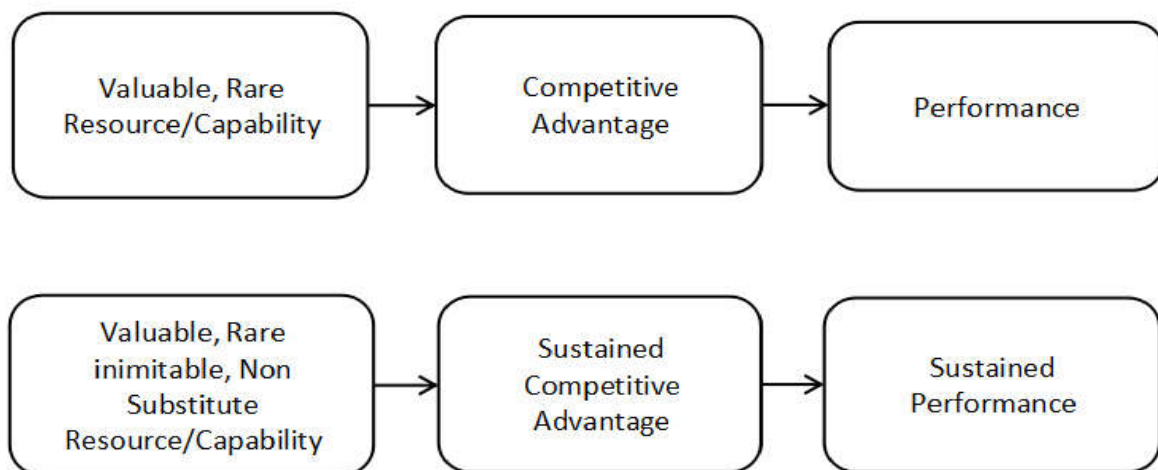 Valuable, Rare
Resource/Capability
Competitive
Advantage
Performance
Valuable, Rare
inimitable, Non
Substitute
Resource/Capability
Sustained
Competitive
Advantage
Sustained
Performance